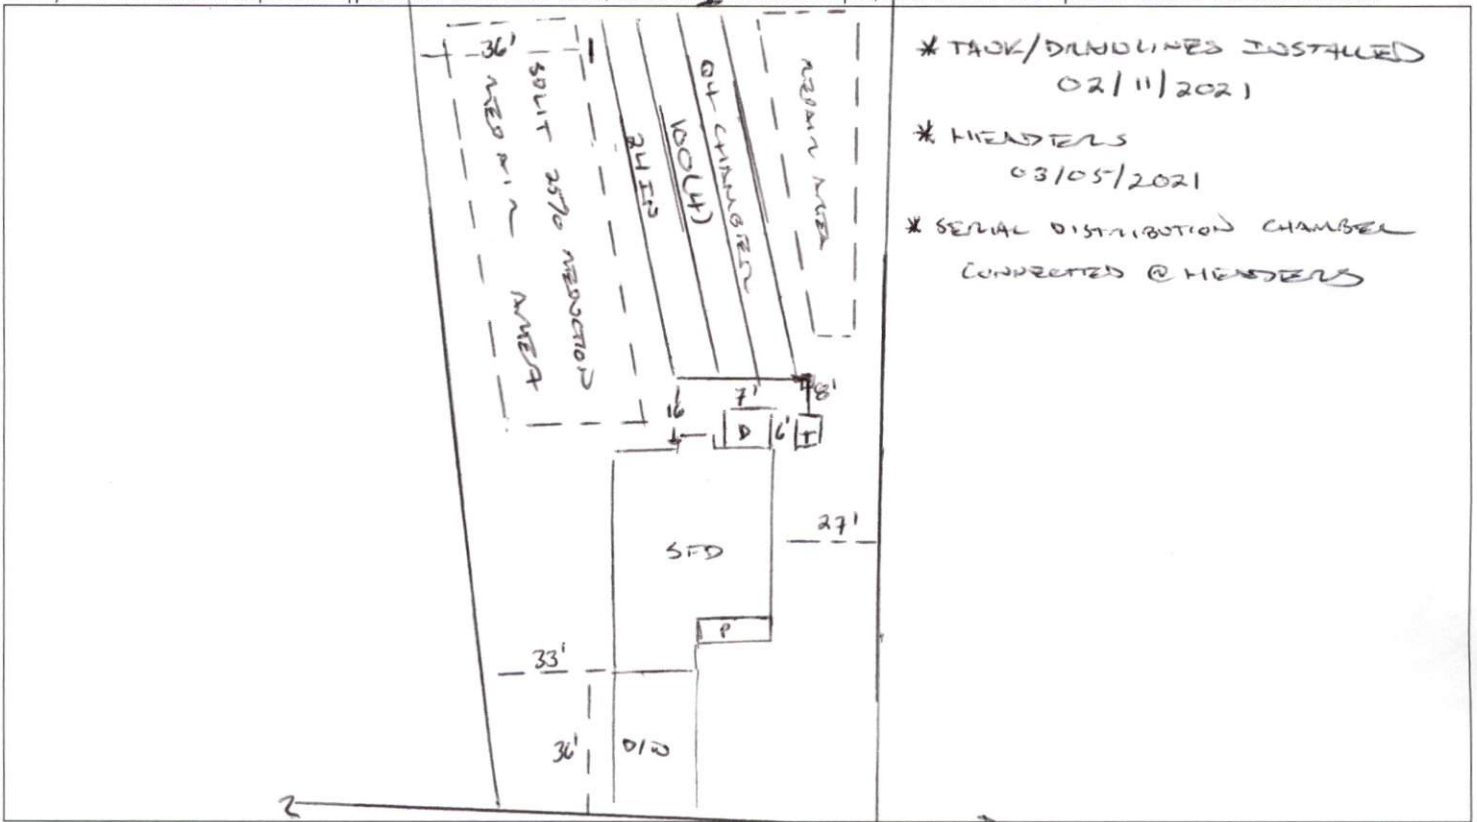 * TANK/DRAINLINES INSTALLED
02/11/2021
* HEADERS
03/05/2021
* SERIAL DISTRIBUTION CHAMBER
CONNECTED @ HEADERS
36'
SPLIT 25% REDUCTION
REPAIR AREA
24 IN
100(4)
Q4 CHAMBER
REPAIR AREA
8'
7'
16
D
6'
T
27'
SFD
P
33'
36'
D/W